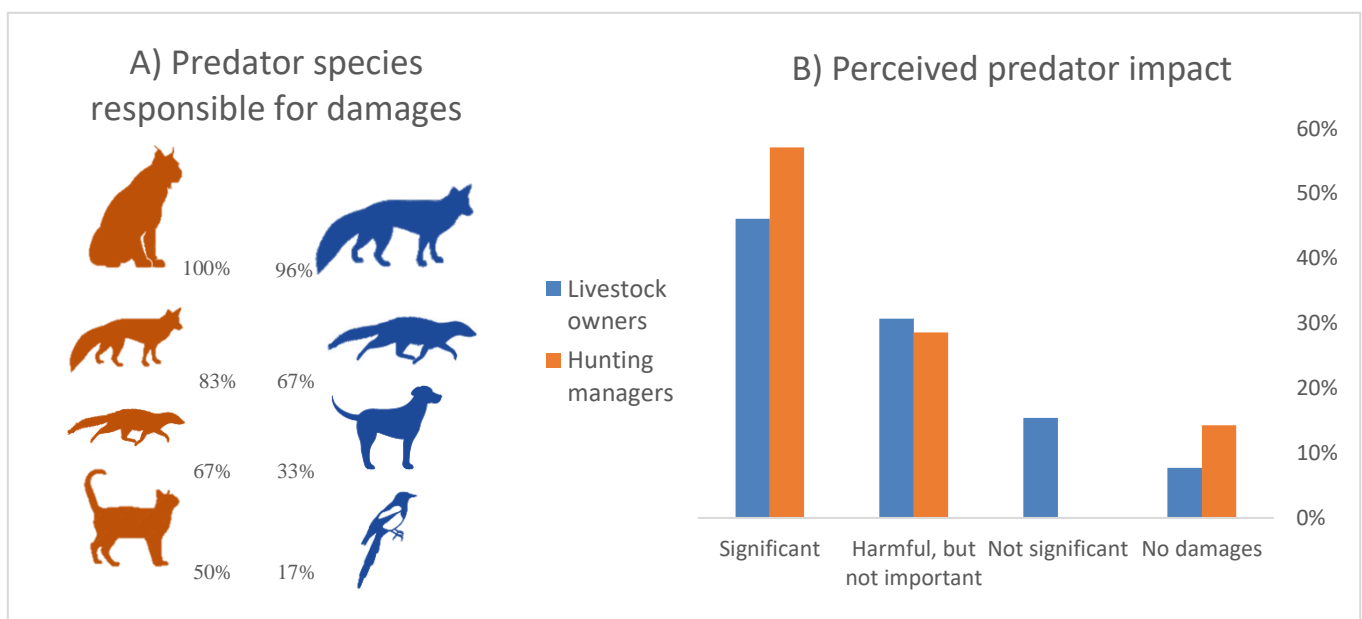 A) Predator species
responsible for damages
100%
96%
83%
67%
67%
33%
50%
17%
B) Perceived predator impact
Livestock
owners
Hunting
managers
60%
50%
40%
30%
20%
10%
0%
Significant
Harmful, but
not important
Not significant
No damages